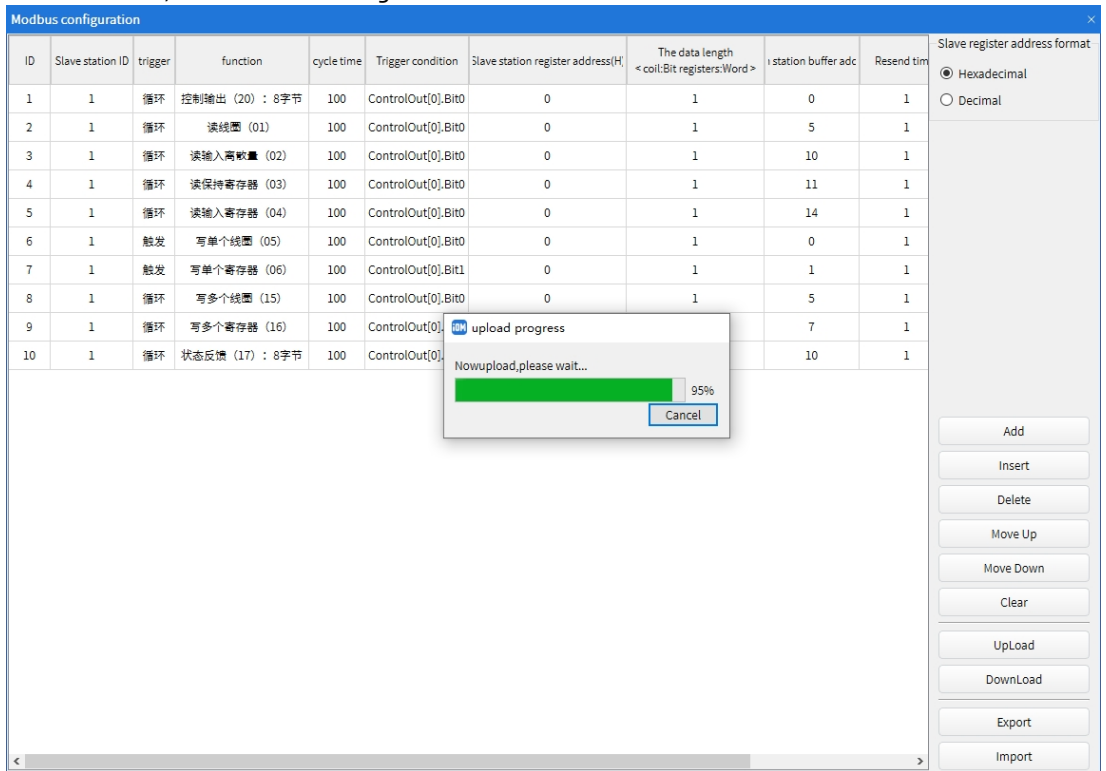 Modbus configuration
ID Slave station ID trigger function cycle time Trigger condition Slave station register address(H) The data length station buffer Resend tim
<coil:Bit registers:Word>
1 1 循环 控制输出（20）：8字节 100 ControlOut[0].Bit0 0 1 0 1
2 1 循环 读线圈（01） 100 ControlOut[0].Bit0 0 1 5 1
3 1 循环 读输入离散量（02） 100 ControlOut[0].Bit0 0 1 10 1
4 1 循环 读保持寄存器（03） 100 ControlOut[0].Bit0 0 1 11 1
5 1 循环 读输入寄存器（04） 100 ControlOut[0].Bit0 0 1 14 1
6 1 触发 写单个线圈（05） 100 ControlOut[0].Bit0 0 1 0 1
7 1 触发 写单个寄存器（06） 100 ControlOut[0].Bit1 0 1 1 1
8 1 循环 写多个线圈（15） 100 ControlOut[0].Bit0 0 1 5 1
9 1 循环 写多个寄存器（16） 100 ControlOut[0]. 7 1
10 1 循环 状态反馈（17）：8字节 100 ControlOut[0]. 10 1
upload progress
Nowupload,please wait...
95%
Cancel
Slave register address format
Hexadecimal
Decimal
Add
Insert
Delete
Move Up
Move Down
Clear
UpLoad
DownLoad
Export
Import